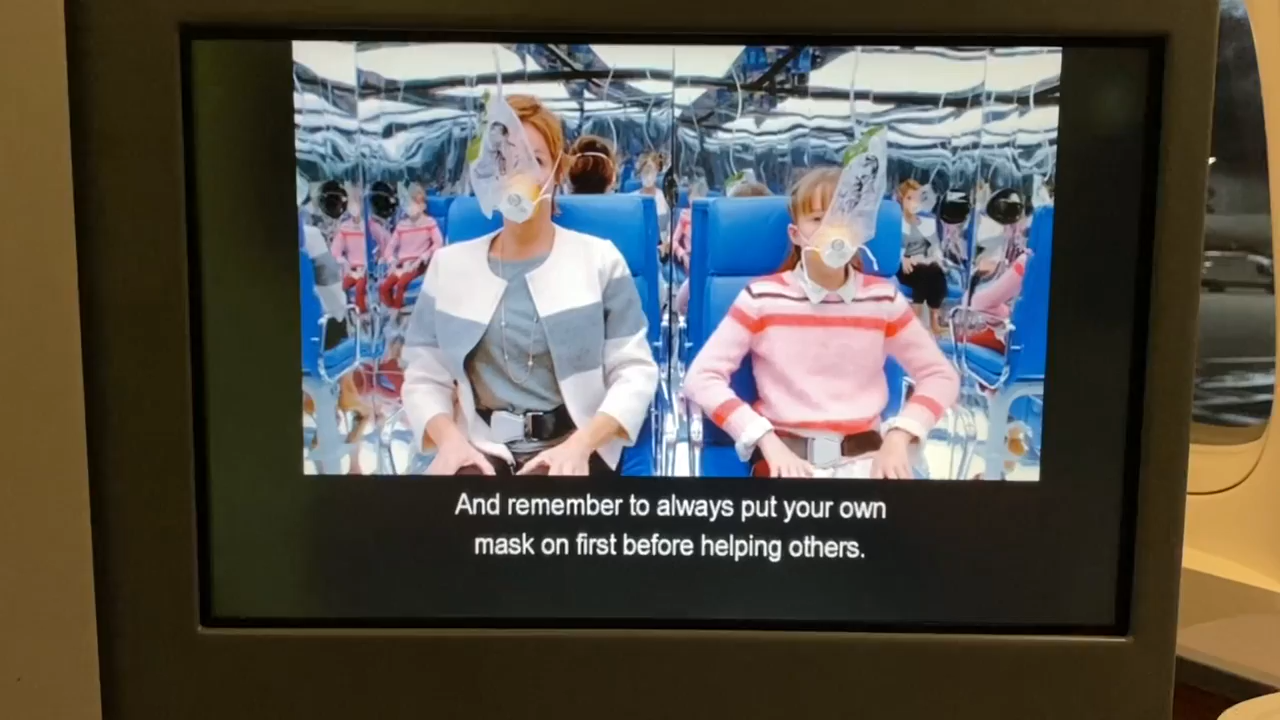 And remember to always put your own
mask on first before helping others.